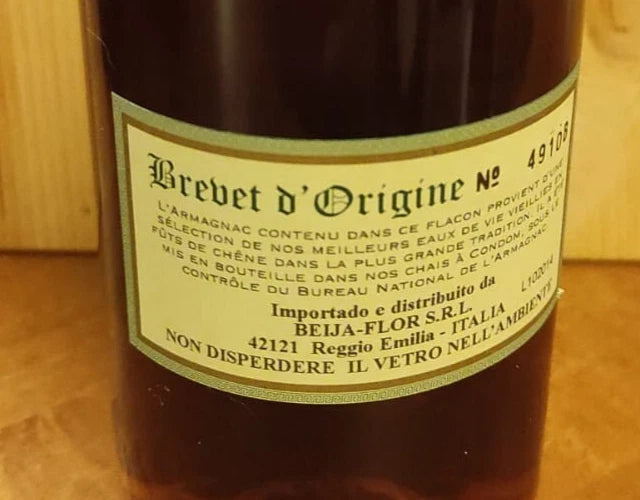 Brevet d'Origine Nº 49108
L'ARMAGNAC CONTENU DANS CE FLACON PROVIENT D'UNE
SÉLECTION DE NOS MEILLEURS EAUX DE VIE VIEILLIES EN
FÛTS DE CHÊNE DANS LA PLUS GRANDE TRADITION. IL A ÉTÉ
MIS EN BOUTEILLE DANS NOS CHAIS À CONDOM, SOUS LE
CONTRÔLE DU BUREAU NATIONAL DE L'ARMAGNAC
Importado e distribuito da
BEIJA-FLOR S.R.L.
42121 Reggio Emilia - ITALIA
L102014
NON DISPERDERE IL VETRO NELL'AMBIENTE